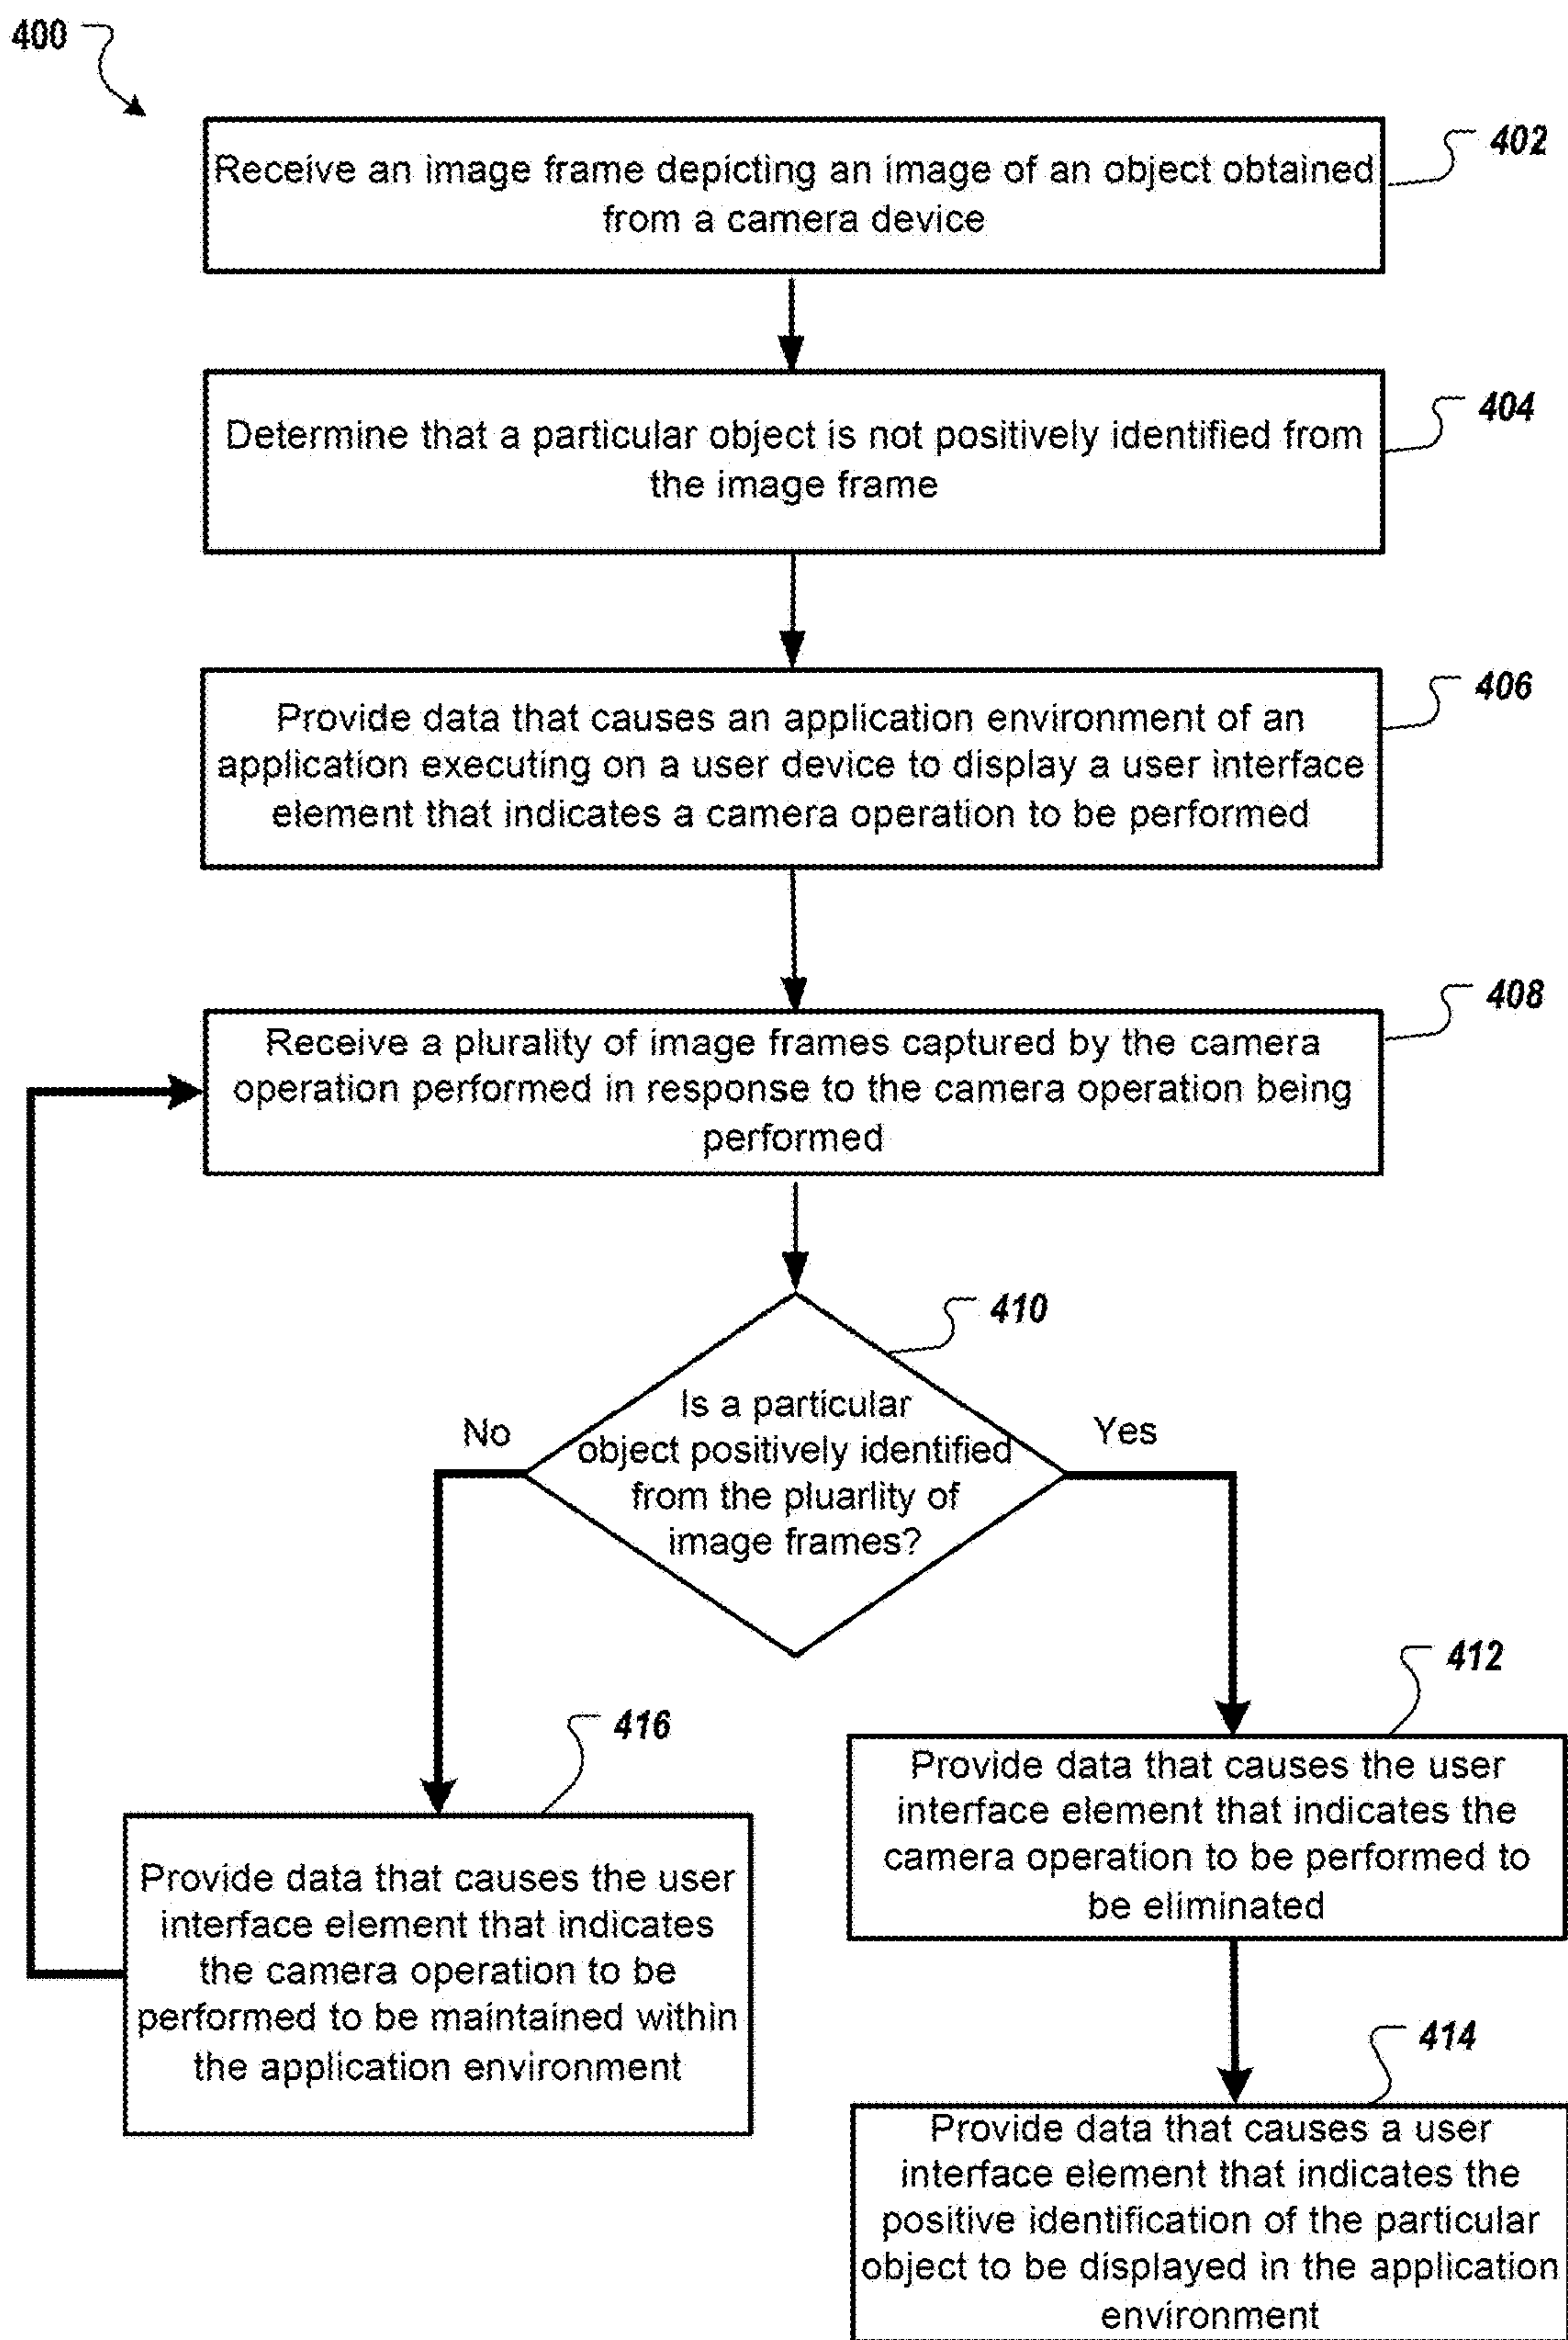 400
402
Receive an image frame depicting an image of an object obtained
from a camera device
404
Determine that a particular object is not positively identified from
the image frame
406
Provide data that causes an application environment of an
application executing on a user device to display a user interface
element that indicates a camera operation to be performed
408
Receive a plurality of image frames captured by the camera
operation performed in response to the camera operation being
performed
410
Is a particular
object positively identified
from the pluarlity of
image frames?
No
Yes
416
Provide data that causes the user
interface element that indicates
the camera operation to be
performed to be maintained within
the application environment
412
Provide data that causes the user
interface element that indicates the
camera operation to be performed to
be eliminated
414
Provide data that causes a user
interface element that indicates the
positive identification of the particular
object to be displayed in the application
environment